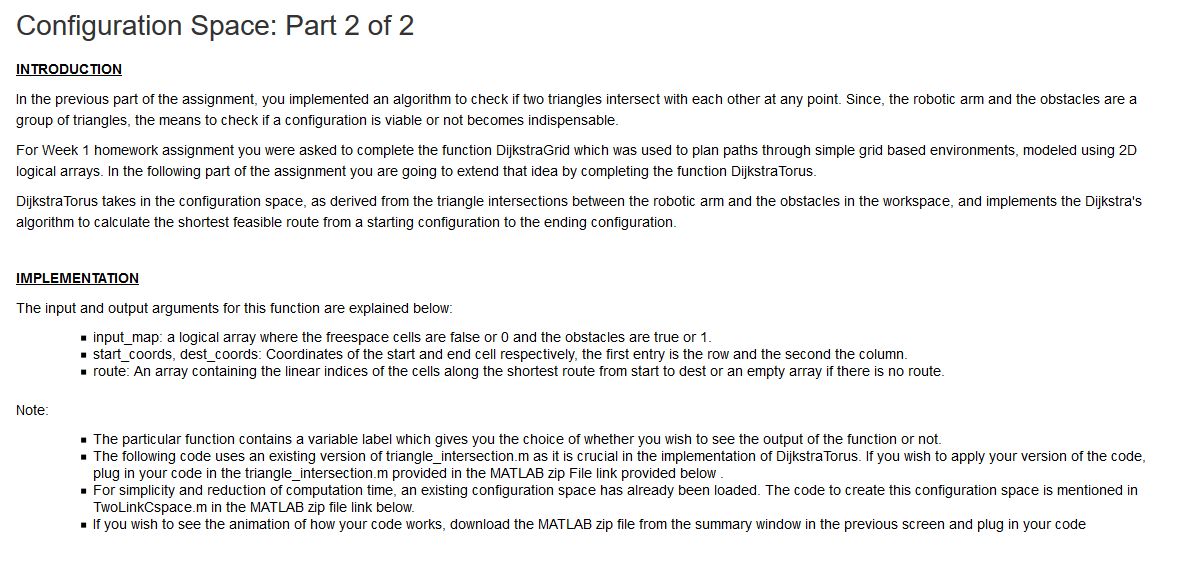 Configuration Space: Part 2 of 2
INTRODUCTION
In the previous part of the assignment, you implemented an algorithm to check if two triangles intersect with each other at any point. Since, the robotic arm and the obstacles are a
group of triangles, the means to check if a configuration is viable or not becomes indispensable.
For Week 1 homework assignment you were asked to complete the function DijkstraGrid which was used to plan paths through simple grid based environments, modeled using 2D
logical arrays. In the following part of the assignment you are going to extend that idea by completing the function DijkstraTorus.
DijkstraTorus takes in the configuration space, as derived from the triangle intersections between the robotic arm and the obstacles in the workspace, and implements the Dijkstra's
algorithm to calculate the shortest feasible route from a starting configuration to the ending configuration.
IMPLEMENTATION
The input and output arguments for this function are explained below:
▪ input_map: a logical array where the freespace cells are false or 0 and the obstacles are true or 1.
▪ start_coords, dest_coords: Coordinates of the start and end cell respectively, the first entry is the row and the second the column.
▪ route: An array containing the linear indices of the cells along the shortest route from start to dest or an empty array if there is no route.
Note:
▪ The particular function contains a variable label which gives you the choice of whether you wish to see the output of the function or not.
▪ The following code uses an existing version of triangle_intersection.m as it is crucial in the implementation of DijkstraTorus. If you wish to apply your version of the code,
plug in your code in the triangle_intersection.m provided in the MATLAB zip File link provided below .
▪ For simplicity and reduction of computation time, an existing configuration space has already been loaded. The code to create this configuration space is mentioned in
TwoLinkCspace.m in the MATLAB zip file link below.
▪ If you wish to see the animation of how your code works, download the MATLAB zip file from the summary window in the previous screen and plug in your code